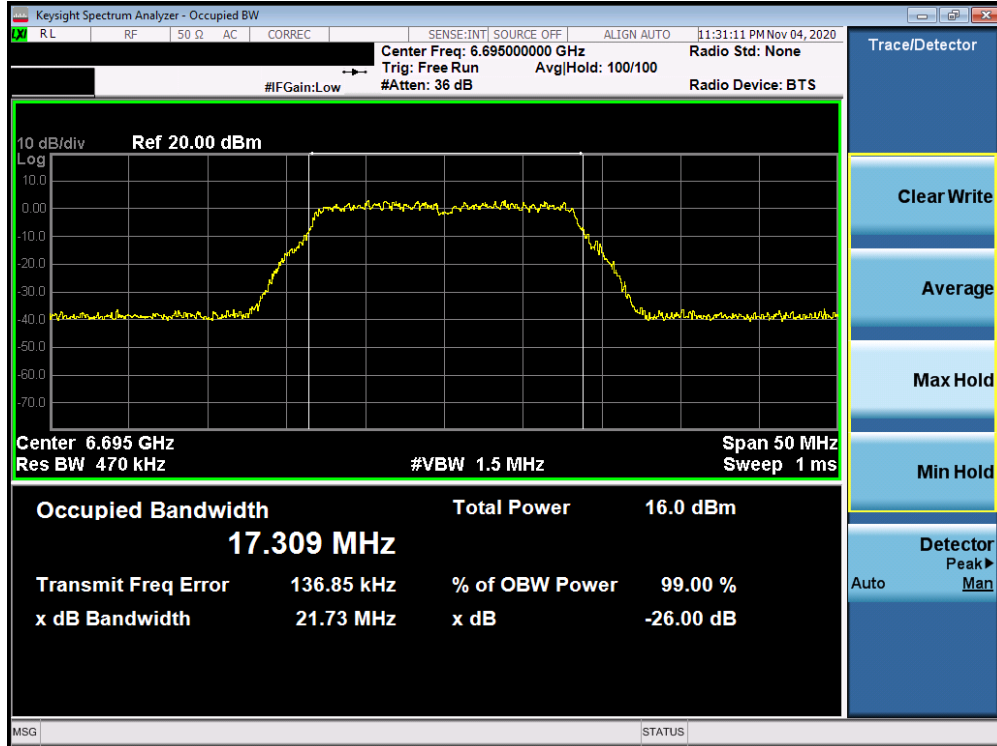 Keysight Spectrum Analyzer - Occupied BW
LXI RL RF 50 Ω AC CORREC SENSE:INT SOURCE OFF ALIGN AUTO 11:31:11 PM Nov 04, 2020
Center Freq: 6.695000000 GHz Radio Std: None
Trig: Free Run Avg|Hold: 100/100
#IFGain:Low #Atten: 36 dB Radio Device: BTS
10 dB/div Ref 20.00 dBm
Log
10.0
0.00
-10.0
-20.0
-30.0
-40.0
-50.0
-60.0
-70.0
Center 6.695 GHz Span 50 MHz
Res BW 470 kHz #VBW 1.5 MHz Sweep 1 ms
Occupied Bandwidth Total Power 16.0 dBm
17.309 MHz
Transmit Freq Error 136.85 kHz % of OBW Power 99.00 %
x dB Bandwidth 21.73 MHz x dB -26.00 dB
Trace/Detector
Clear Write
Average
Max Hold
Min Hold
Detector
Peak▶
Auto Man
MSG STATUS